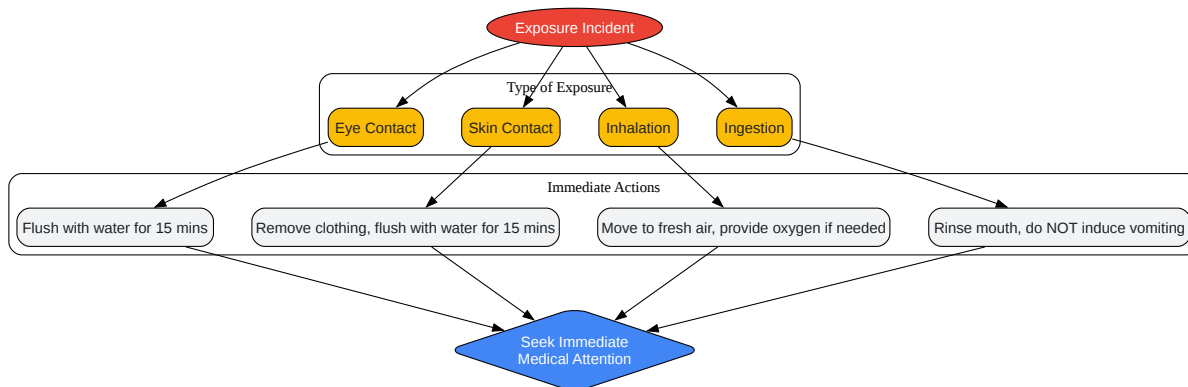 Exposure Incident
Type of Exposure
Eye Contact
Skin Contact
Inhalation
Ingestion
Immediate Actions
Flush with water for 15 mins
Remove clothing, flush with water for 15 mins
Move to fresh air, provide oxygen if needed
Rinse mouth, do NOT induce vomiting
Seek Immediate
Medical Attention